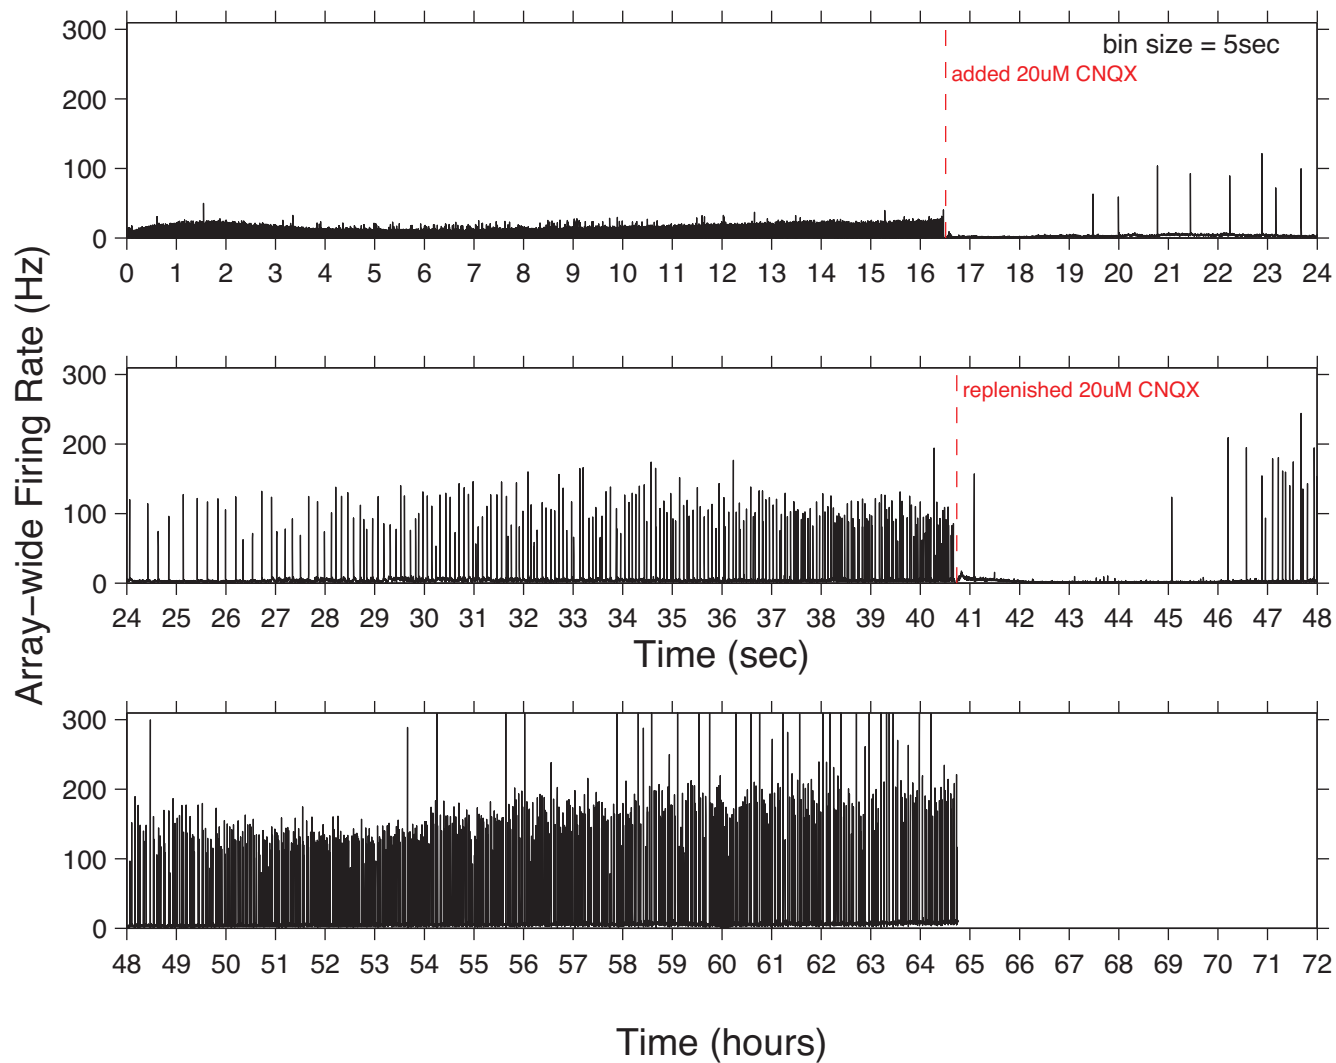 300
bin size = 5sec
added 20uM CNQX
200
100
0
0 1 2 3 4 5 6 7 8 9 10 11 12 13 14 15 16 17 18 19 20 21 22 23 24
Array-wide Firing Rate (Hz)
300
replenished 20uM CNQX
200
100
0
24 25 26 27 28 29 30 31 32 33 34 35 36 37 38 39 40 41 42 43 44 45 46 47 48
Time (sec)
300
200
100
0
48 49 50 51 52 53 54 55 56 57 58 59 60 61 62 63 64 65 66 67 68 69 70 71 72
Time (hours)